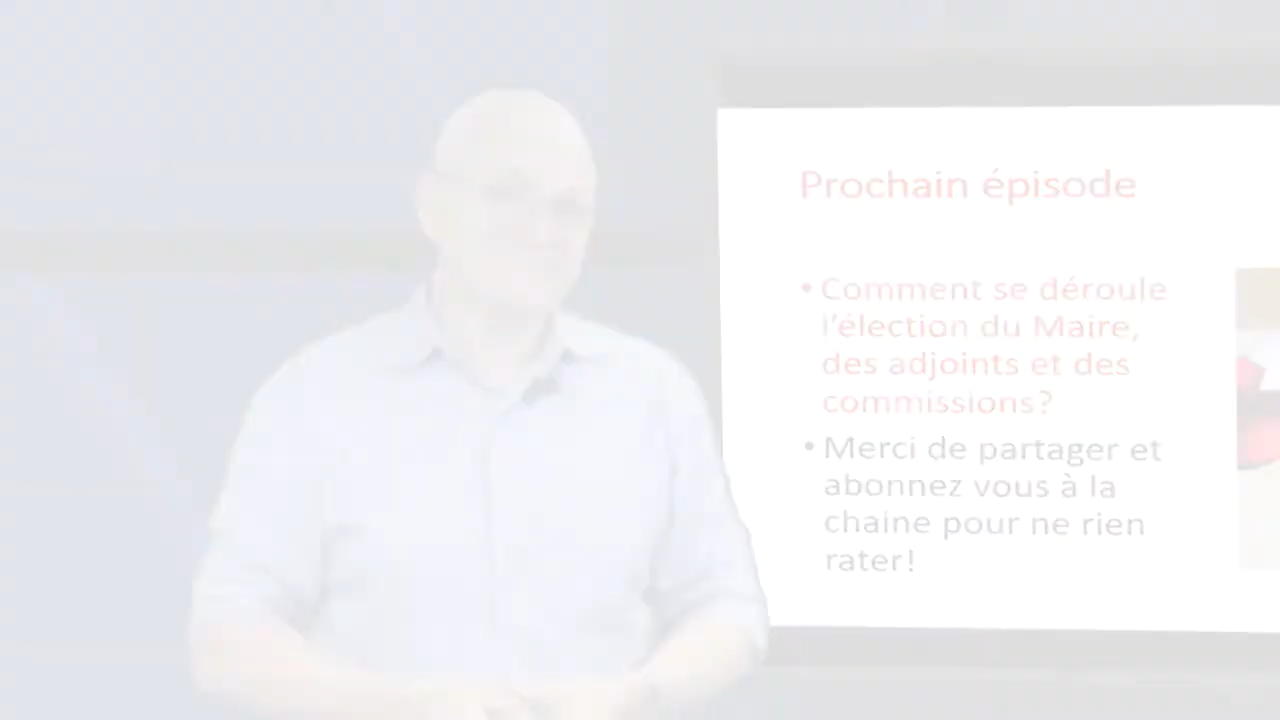 Prochain épisode
• Comment se déroule
l'élection du Maire,
des adjoints et des
commissions?
• Merci de partager et
abonnez vous à la
chaine pour ne rien
rater!